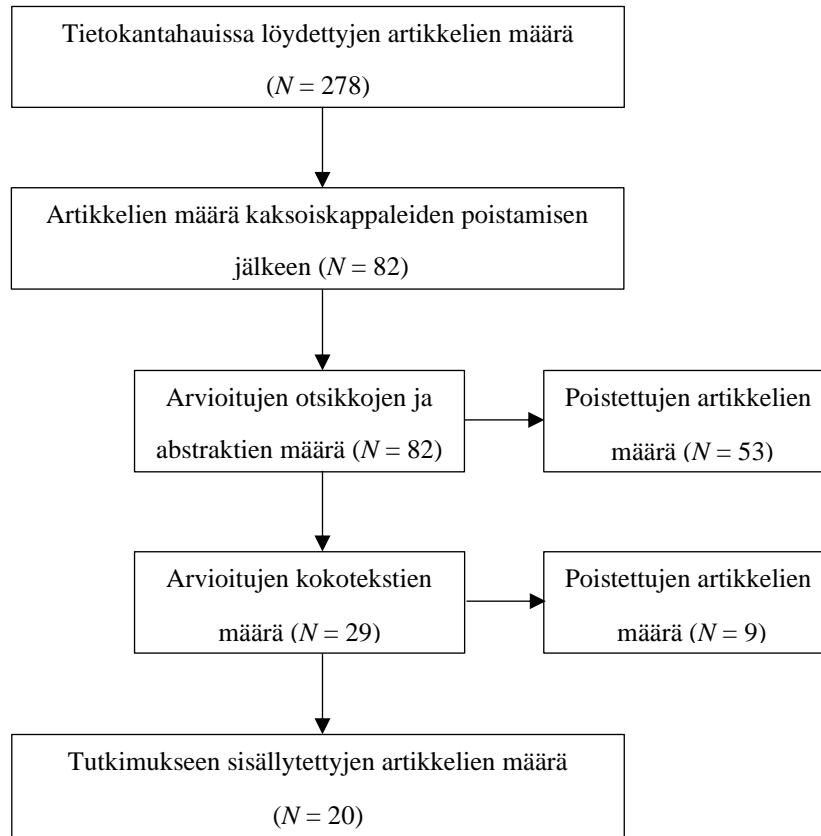 Tietokantahauissa löydettyjen artikkelien määrä
(N = 278)
Artikkelien määrä kaksoiskappaleiden poistamisen
jälkeen (N = 82)
Arvioitujen otsikkojen ja
abstraktien määrä (N = 82)
Poistettujen artikkelien
määrä (N = 53)
Arvioitujen kokotekstien
määrä (N = 29)
Poistettujen artikkelien
määrä (N = 9)
Tutkimukseen sisällytettyjen artikkelien määrä
(N = 20)